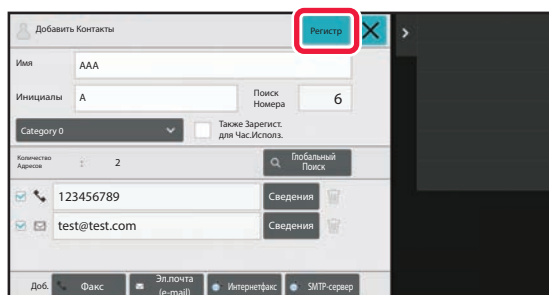 Добавить Контакты
Регистр
Имя
AAA
Инициалы
A
Поиск
Номера
6
Category 0
Также Зарегист.
для Час.Исполз.
Количество
Адресов
:
2
Глобальный
Поиск
123456789
Сведения
test@test.com
Сведения
Доб.
Факс
Эл.почта
(e-mail)
Интернетфакс
SMTP-сервер